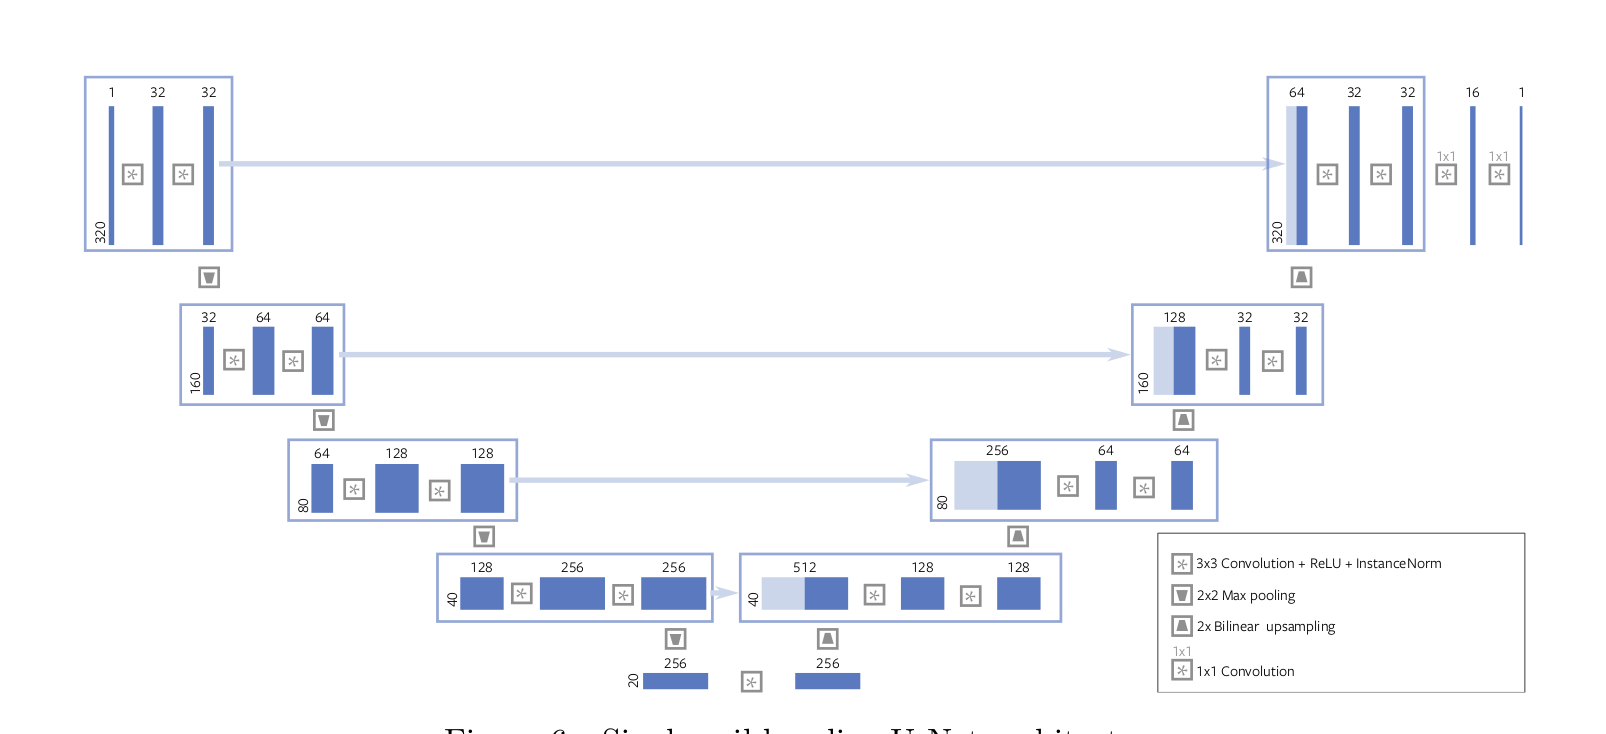 1 32 32
64 32 32 16 1
1x1 1x1
320
320
32 64 64
128 32 32
160
160
64 128 128
256 64 64
80
80
128 256 256
512 128 128
40
40
256 256
20
3x3 Convolution + ReLU + InstanceNorm
2x2 Max pooling
2x Bilinear upsampling
1x1
1x1 Convolution